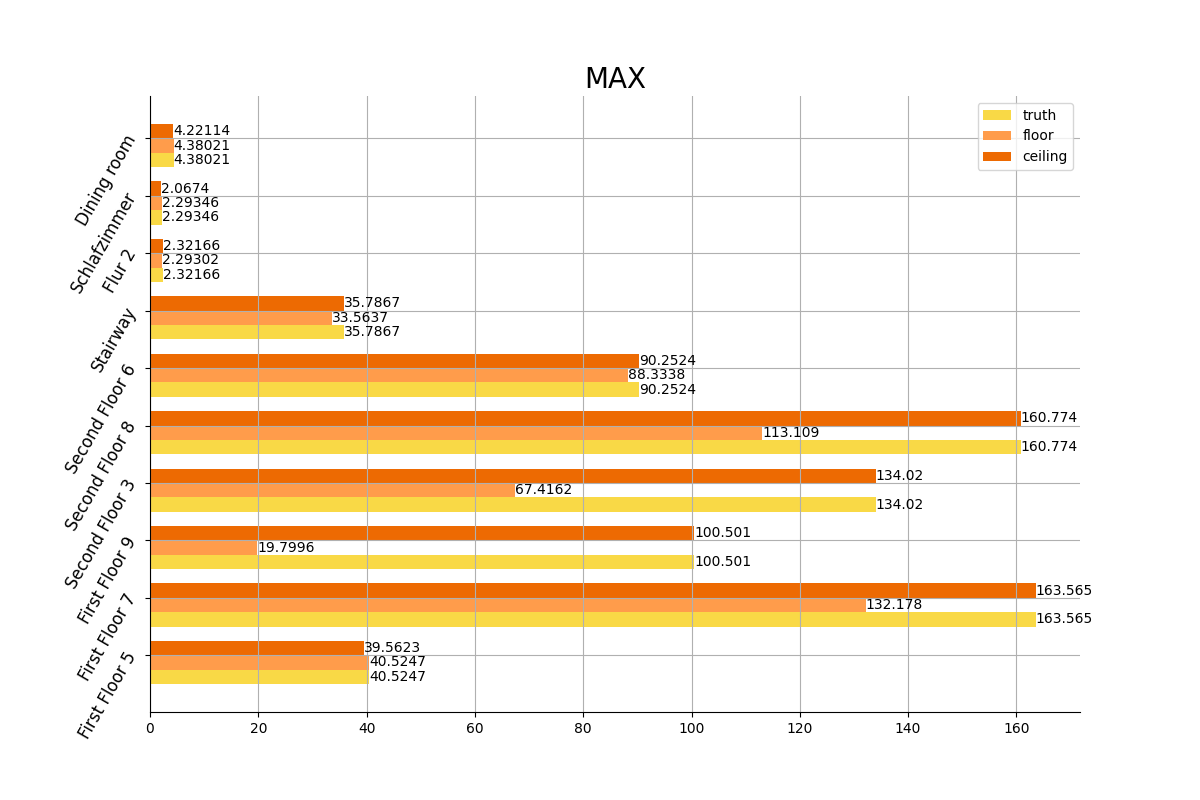 MAX
truth
floor
ceiling
Dining room
4.22114
4.38021
4.38021
Schlafzimmer
2.0674
2.29346
2.29346
Flur 2
2.32166
2.29302
2.32166
Stairway
35.7867
33.5637
35.7867
Second Floor 6
90.2524
88.3338
90.2524
Second Floor 8
160.774
113.109
160.774
Second Floor 3
134.02
67.4162
134.02
First Floor 9
100.501
19.7996
100.501
First Floor 7
163.565
132.178
163.565
First Floor 5
39.5623
40.5247
40.5247
0 20 40 60 80 100 120 140 160